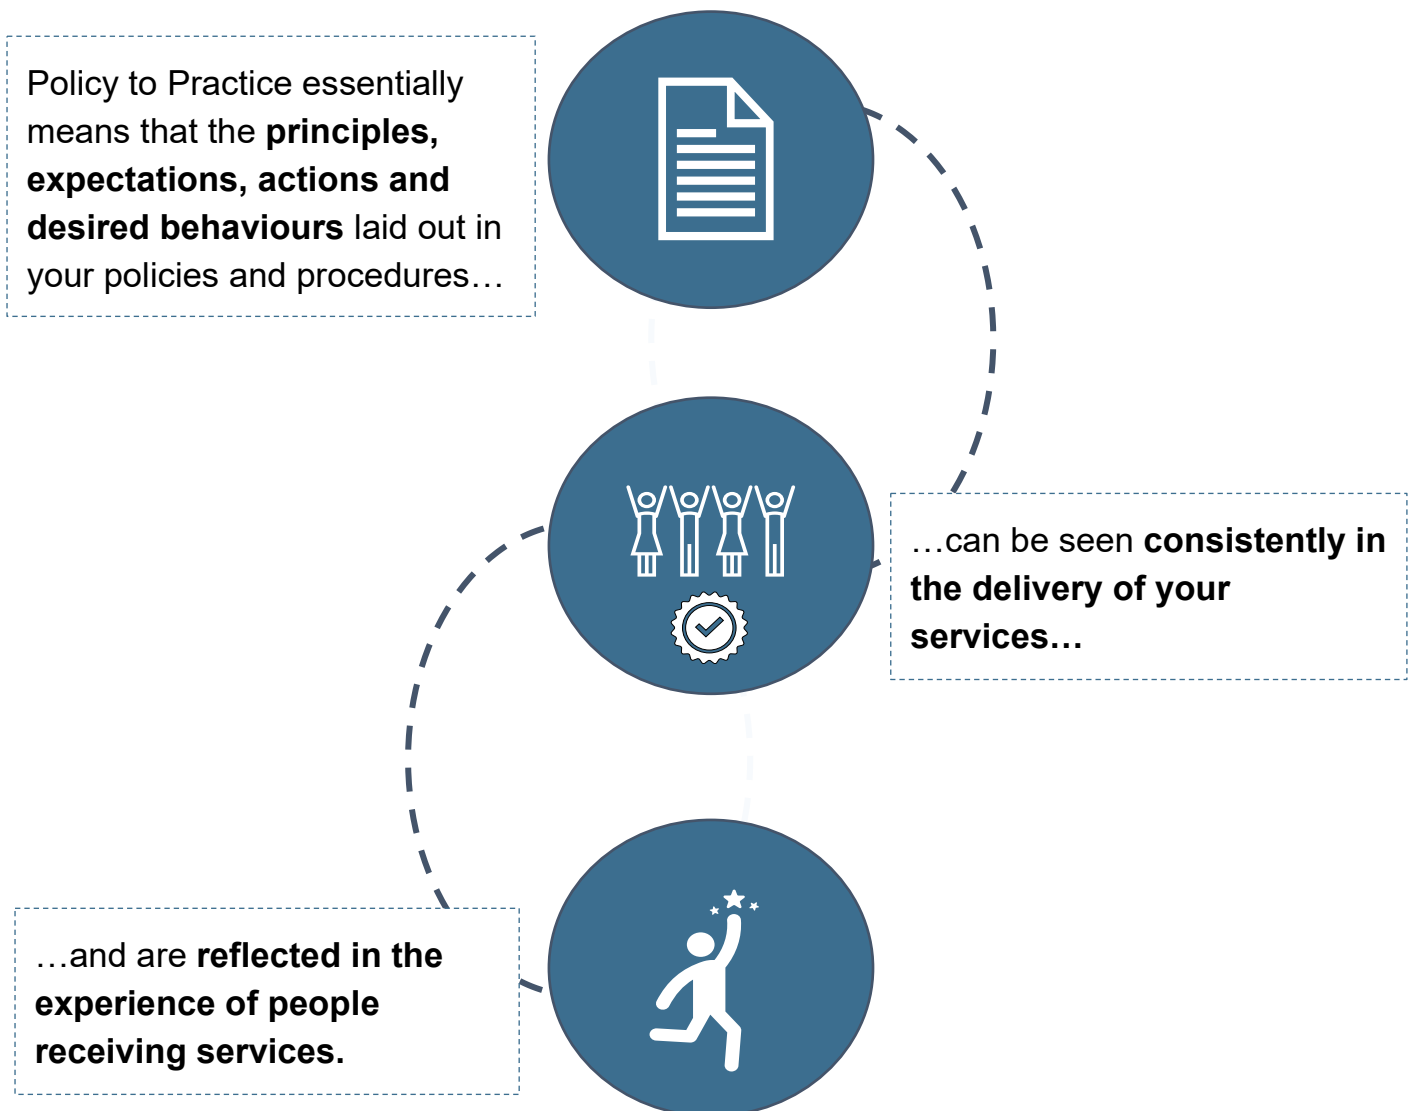 Policy to Practice essentially
means that the principles,
expectations, actions and
desired behaviours laid out in
your policies and procedures…
…can be seen consistently in
the delivery of your
services…
…and are reflected in the
experience of people
receiving services.